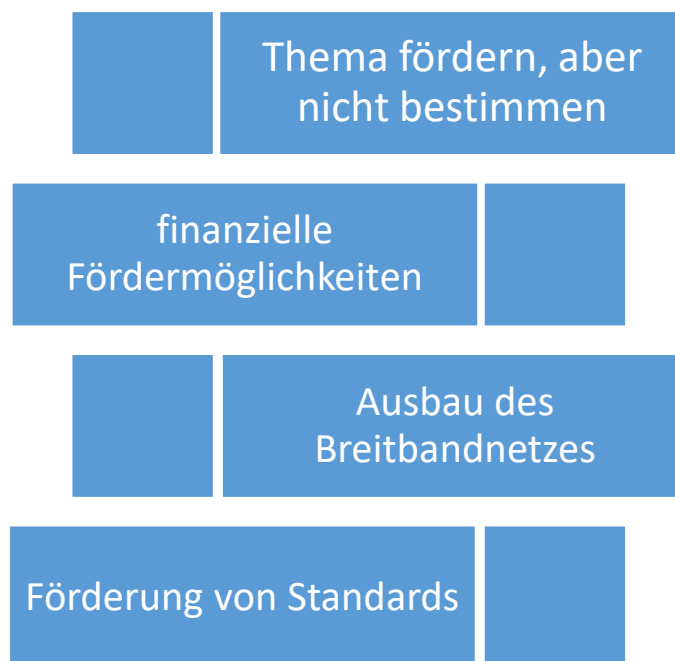 Thema fördern, aber
nicht bestimmen
finanzielle
Fördermöglichkeiten
Ausbau des
Breitbandnetzes
Förderung von Standards